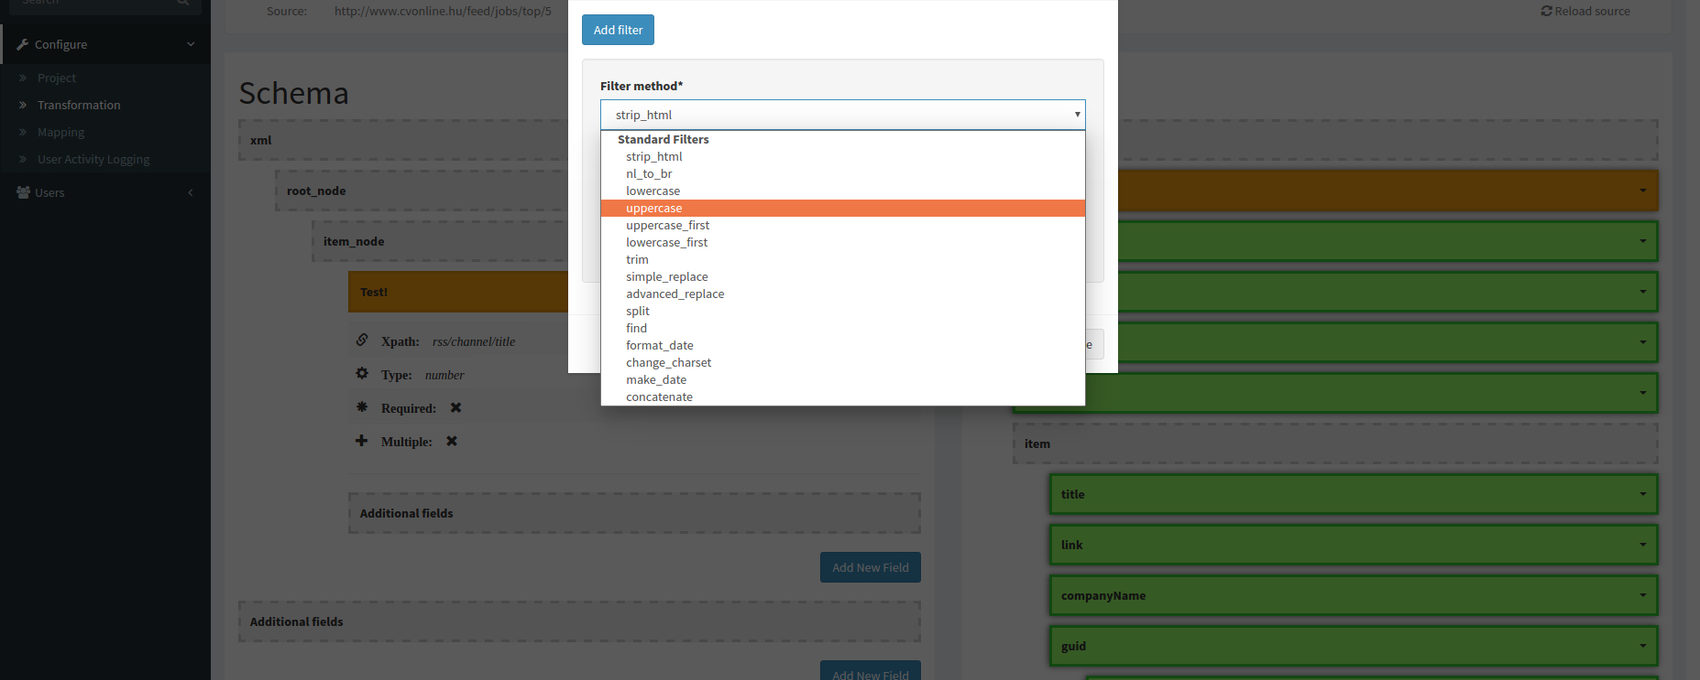 Search
Configure
Project
Transformation
Mapping
User Activity Logging
Users
Source: http://www.cvonline.hu/feed/jobs/top/5
Reload source
Schema
xml
root_node
item_node
Test!
Xpath: rss/channel/title
Type: number
Required:
Multiple:
Additional fields
Add New Field
Additional fields
Add New Field
Add filter
Filter method*
strip_html
Standard Filters
strip_html
nl_to_br
lowercase
uppercase
uppercase_first
lowercase_first
trim
simple_replace
advanced_replace
split
find
format_date
change_charset
make_date
concatenate
item
title
link
companyName
guid